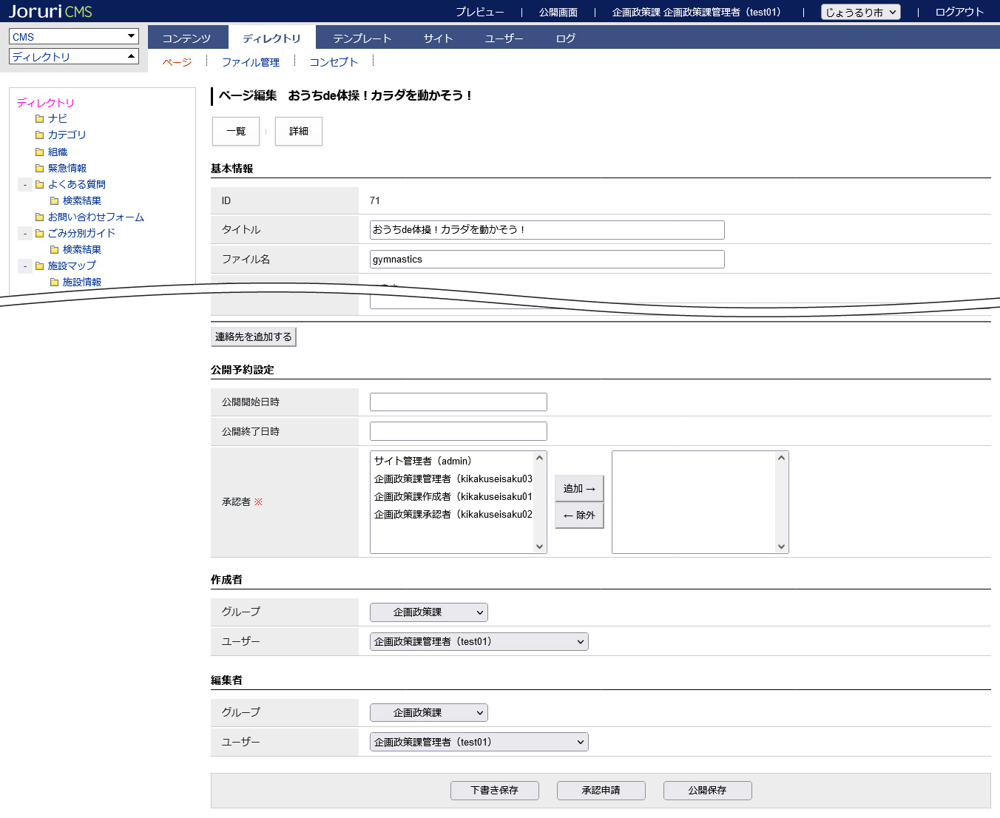 Joruri CMS
プレビュー | 公開画面 | 企画政策課 企画政策課管理者（test01） | じょうるり市 | ログアウト
CMS
コンテンツ ディレクトリ テンプレート サイト ユーザー ログ
ディレクトリ
ページ ファイル管理 コンセプト
ディレクトリ
ナビ
カテゴリ
組織
緊急情報
- よくある質問
検索結果
お問い合わせフォーム
- ごみ分別ガイド
検索結果
- 施設マップ
施設情報
ページ編集 おうちde体操！カラダを動かそう！
一覧 詳細
基本情報
ID 71
タイトル おうちde体操！カラダを動かそう！
ファイル名 gymnastics
連絡先を追加する
公開予約設定
公開開始日時
公開終了日時
承認者 ※
サイト管理者（admin）
企画政策課管理者（kikakuseisaku03
企画政策課作成者（kikakuseisaku01
企画政策課承認者（kikakuseisaku02
追加 →
← 除外
作成者
グループ 企画政策課
ユーザー 企画政策課管理者（test01）
編集者
グループ 企画政策課
ユーザー 企画政策課管理者（test01）
下書き保存 承認申請 公開保存